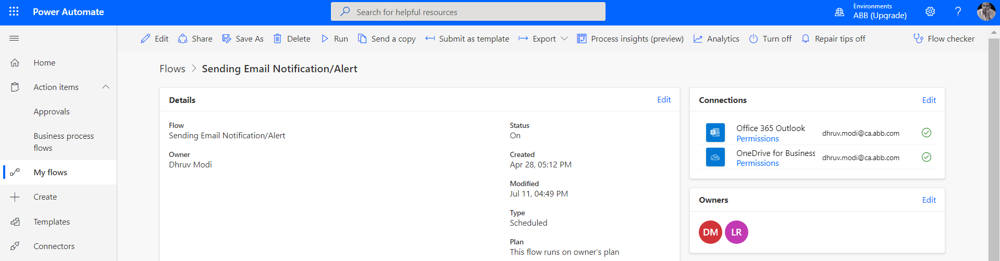 Power Automate
Search for helpful resources
Environments
ABB (Upgrade)
?
Edit Share Save As Delete Run Send a copy Submit as template Export Process insights (preview) Analytics Turn off Repair tips off Flow checker
Home
Action items
Approvals
Business process
flows
My flows
Create
Templates
Connectors
Flows > Sending Email Notification/Alert
Details Edit
Flow
Sending Email Notification/Alert
Owner
Dhruv Modi
Status
On
Created
Apr 28, 05:12 PM
Modified
Jul 11, 04:49 PM
Type
Scheduled
Plan
This flow runs on owner's plan
Connections Edit
Office 365 Outlook dhruv.modi@ca.abb.com
Permissions
OneDrive for Business dhruv.modi@ca.abb.com
Permissions
Owners Edit
DM LR